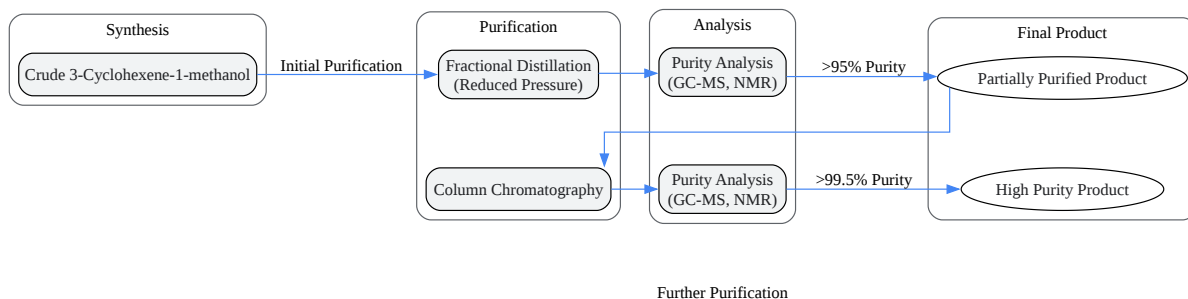 Synthesis
Crude 3-Cyclohexene-1-methanol
Initial Purification
Purification
Fractional Distillation
(Reduced Pressure)
Column Chromatography
Analysis
Purity Analysis
(GC-MS, NMR)
Purity Analysis
(GC-MS, NMR)
>95% Purity
>99.5% Purity
Final Product
Partially Purified Product
High Purity Product
Further Purification